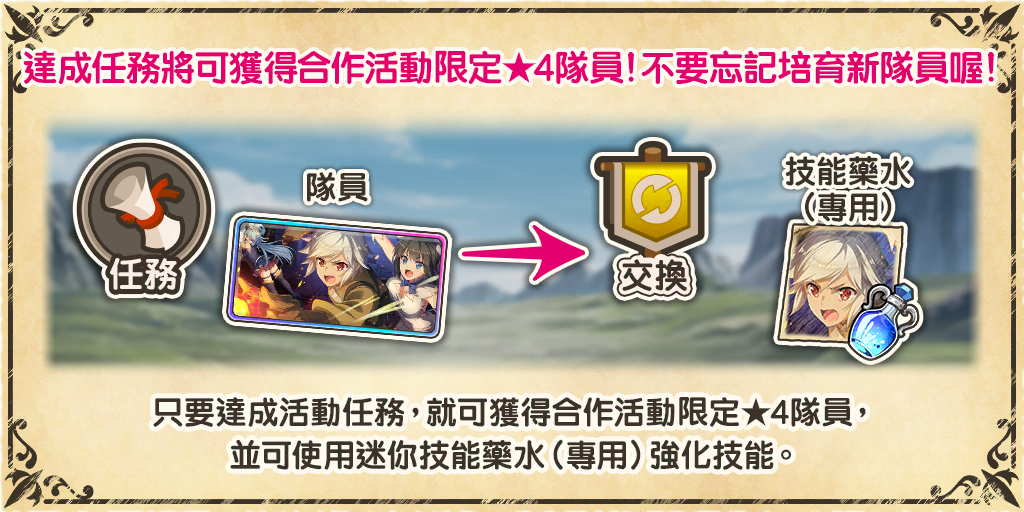 達成任務將可獲得合作活動限定★4隊員!不要忘記培育新隊員喔!
任務
隊員
交換
技能藥水
(專用)
只要達成活動任務,就可獲得合作活動限定★4隊員,
並可使用迷你技能藥水(專用)強化技能。